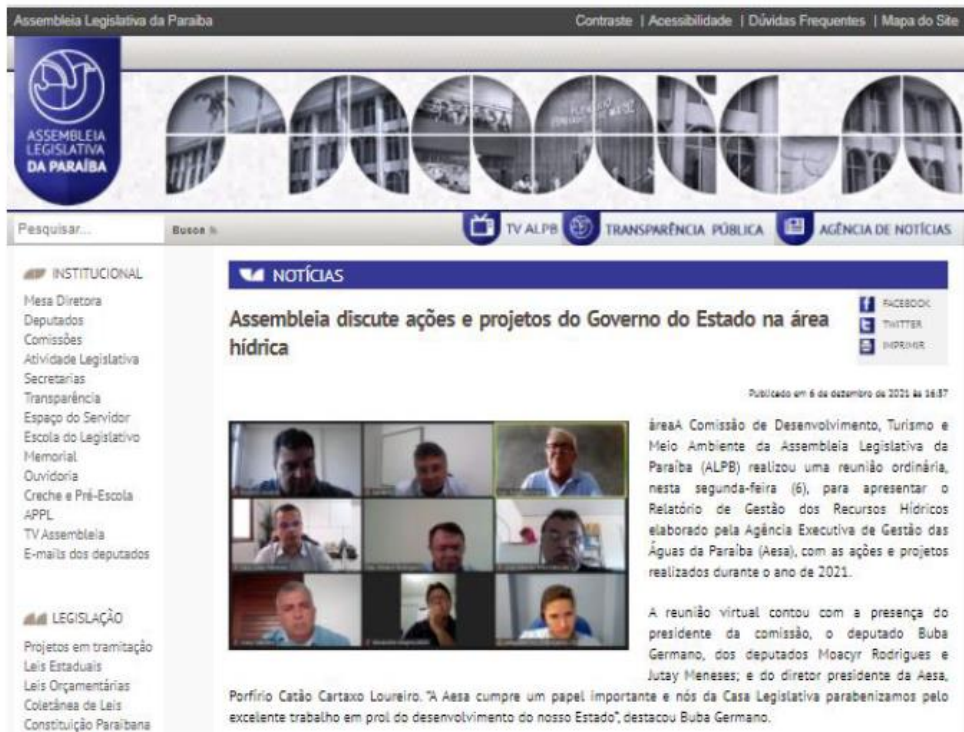 Assembleia Legislativa da Paraíba
Contraste | Acessibilidade | Dúvidas Frequentes | Mapa do Site
ASSEMBLEIA
LEGISLATIVA
DA PARAÍBA
Pesquisar...
Busca
TV ALPB
TRANSPARÊNCIA PÚBLICA
AGÊNCIA DE NOTÍCIAS
INSTITUCIONAL
Mesa Diretora
Deputados
Comissões
Atividade Legislativa
Secretarias
Transparência
Espaço do Servidor
Escola do Legislativo
Memorial
Ouvidoria
Creche e Pré-Escola
APPL
TV Assembleia
E-mails dos deputados
LEGISLAÇÃO
Projetos em tramitação
Leis Estaduais
Leis Orçamentárias
Coletânea de Leis
Constituição Paraibana
NOTÍCIAS
Assembleia discute ações e projetos do Governo do Estado na área
hídrica
FACEBOOK
TWITTER
IMPRIMIR
Publicado em 6 de dezembro de 2021 às 16:57
áreaA Comissão de Desenvolvimento, Turismo e
Meio Ambiente da Assembleia Legislativa da
Paraíba (ALPB) realizou uma reunião ordinária,
nesta segunda-feira (6), para apresentar o
Relatório de Gestão dos Recursos Hídricos
elaborado pela Agência Executiva de Gestão das
Águas da Paraíba (Aesa), com as ações e projetos
realizados durante o ano de 2021.
A reunião virtual contou com a presença do
presidente da comissão, o deputado Buba
Germano, dos deputados Moacyr Rodrigues e
Jutay Meneses; e do diretor presidente da Aesa,
Porfírio Catão Cartaxo Loureiro. "A Aesa cumpre um papel importante e nós da Casa Legislativa parabenizamos pelo
excelente trabalho em prol do desenvolvimento do nosso Estado", destacou Buba Germano.